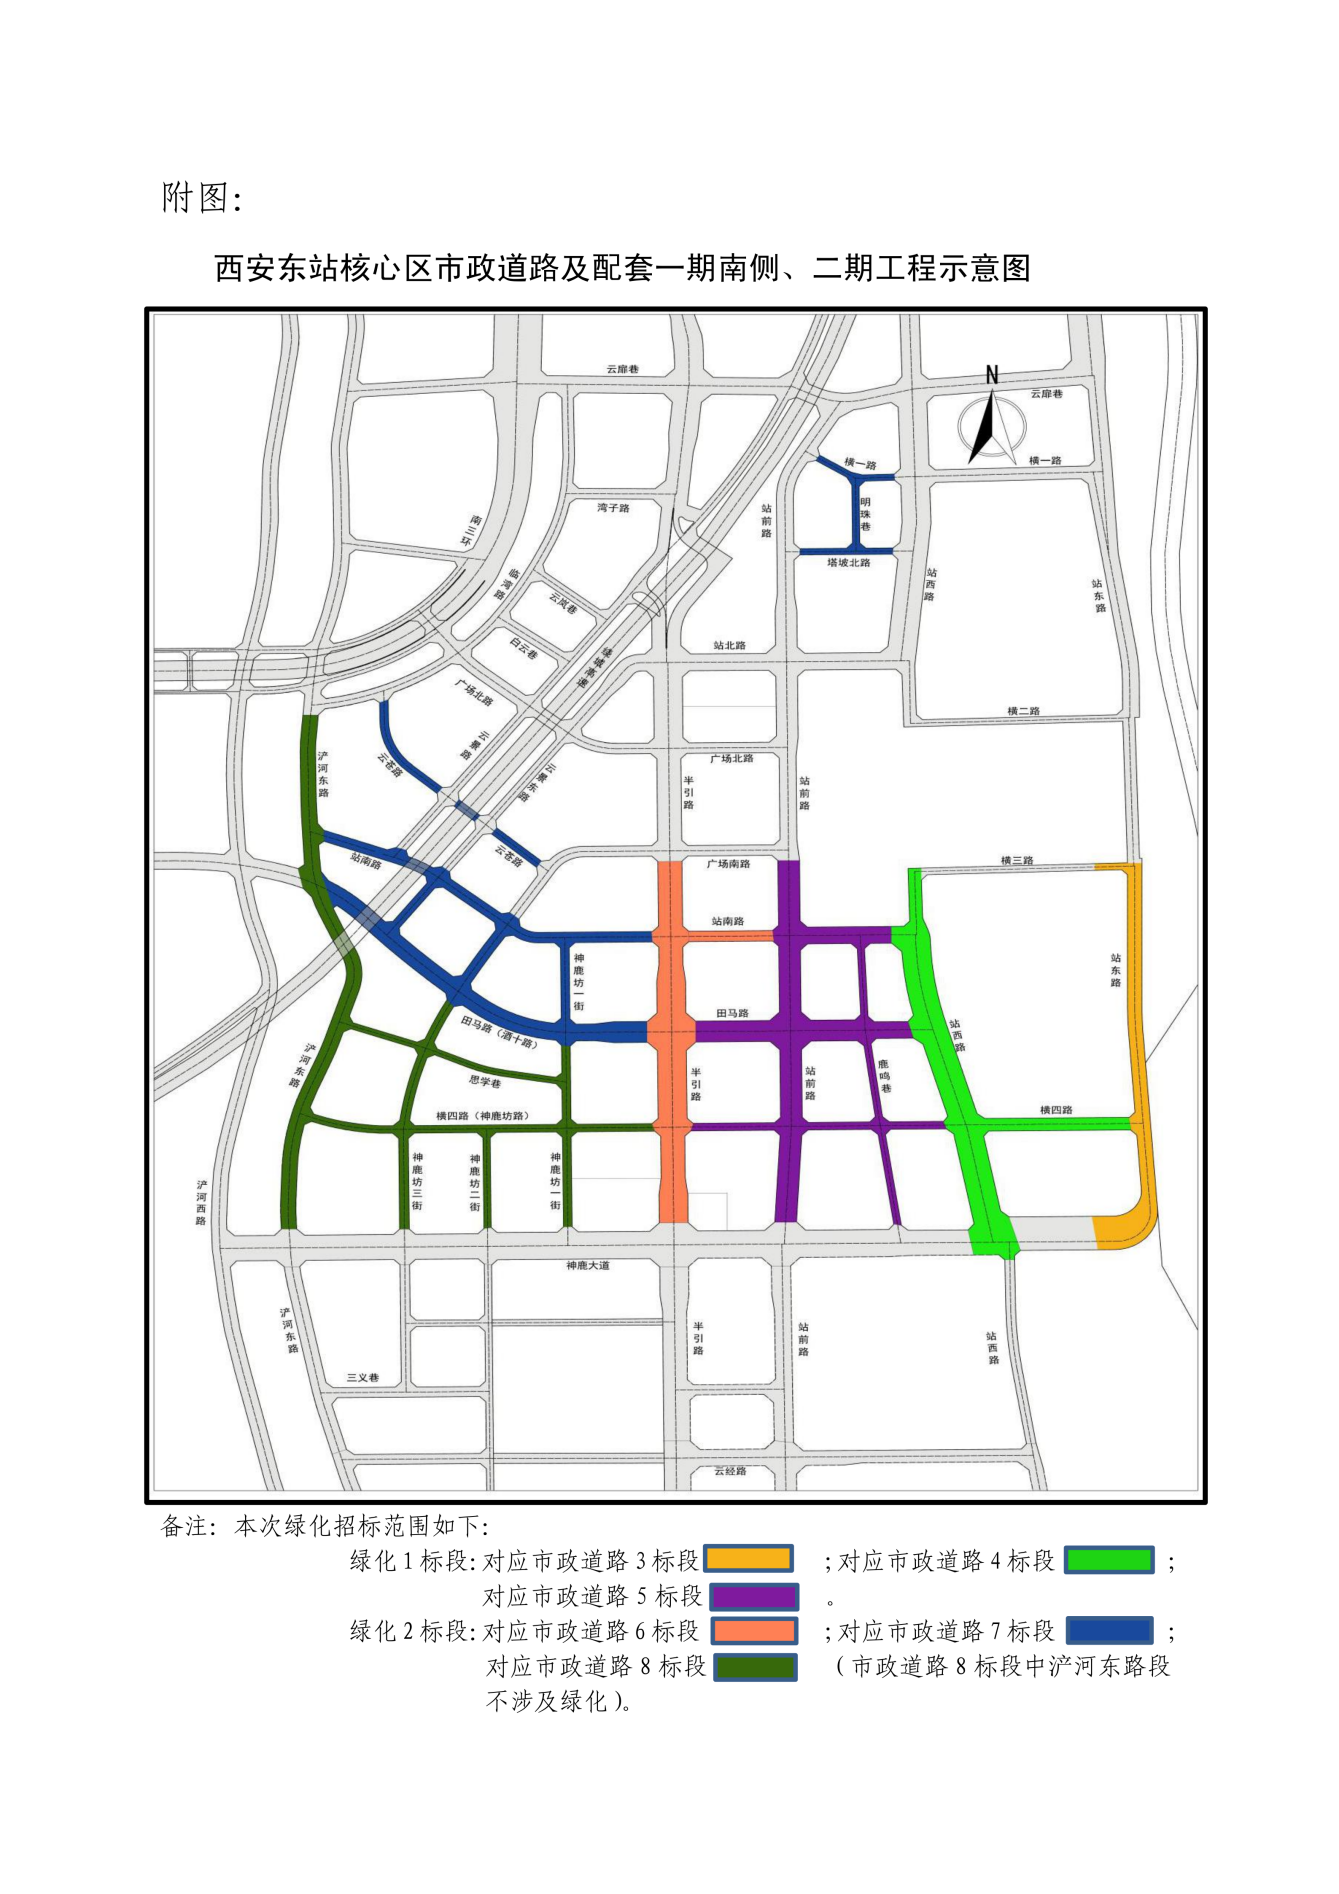 附图：
西安东站核心区市政道路及配套一期南侧、二期工程示意图
云扉巷
N
云扉巷
横一路
横一路
明珠巷
站前路
湾子路
南三环
塔坡北路
临湾路
站西路
站东路
云岚巷
白云巷
站北路
绕城高速
广场北路
横二路
云景路
浐河东路
云苍路
云景东路
广场北路
半引路
站前路
站南路
云苍路
广场南路
横三路
站南路
神鹿坊一街
站东路
田马路
田马路（酒十路）
站西路
浐河东路
思学巷
半引路
站前路
鹿鸣巷
横四路（神鹿坊路）
横四路
神鹿坊三街
神鹿坊二街
神鹿坊一街
浐河西路
神鹿大道
浐河东路
半引路
站前路
站西路
三义巷
云经路
备注：本次绿化招标范围如下：
绿化1标段：对应市政道路3标段 ；对应市政道路4标段 ；
对应市政道路5标段 。
绿化2标段：对应市政道路6标段 ；对应市政道路7标段 ；
对应市政道路8标段 （市政道路8标段中浐河东路段
不涉及绿化）。